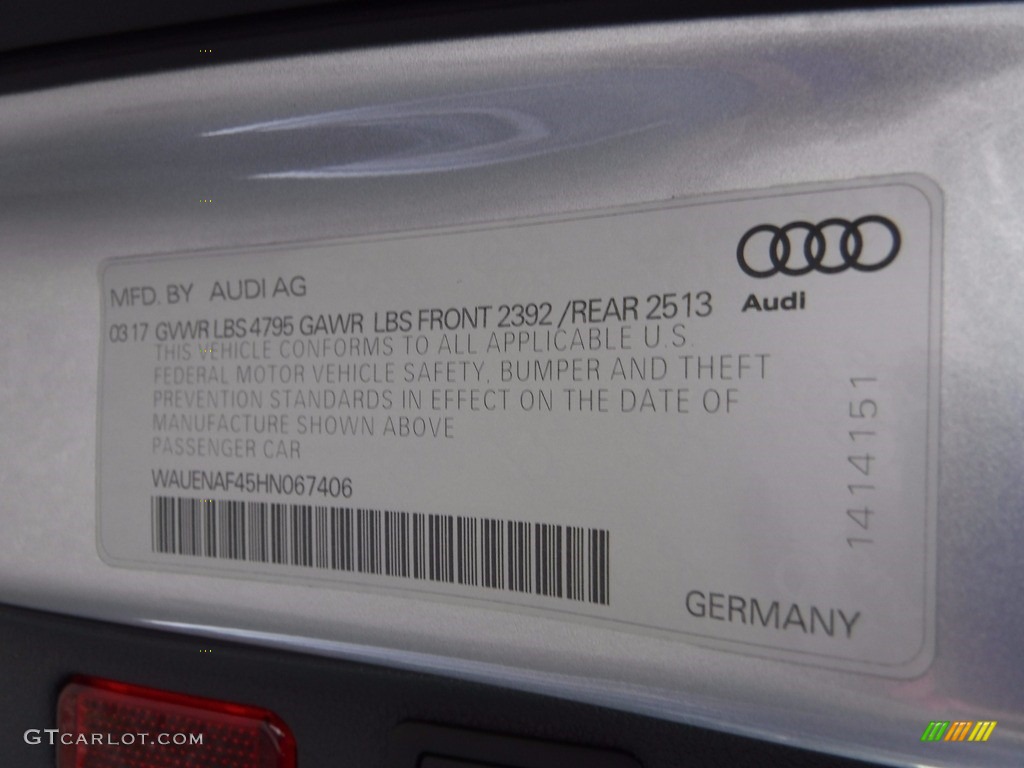 Audi
MFD. BY AUDI AG
03 17 GVWR LBS 4795 GAWR LBS FRONT 2392 /REAR 2513
THIS VEHICLE CONFORMS TO ALL APPLICABLE U.S.
FEDERAL MOTOR VEHICLE SAFETY, BUMPER AND THEFT
PREVENTION STANDARDS IN EFFECT ON THE DATE OF
MANUFACTURE SHOWN ABOVE
PASSENGER CAR
WAUENAF45HN067406
1414151
GERMANY
GTCARLOT.COM